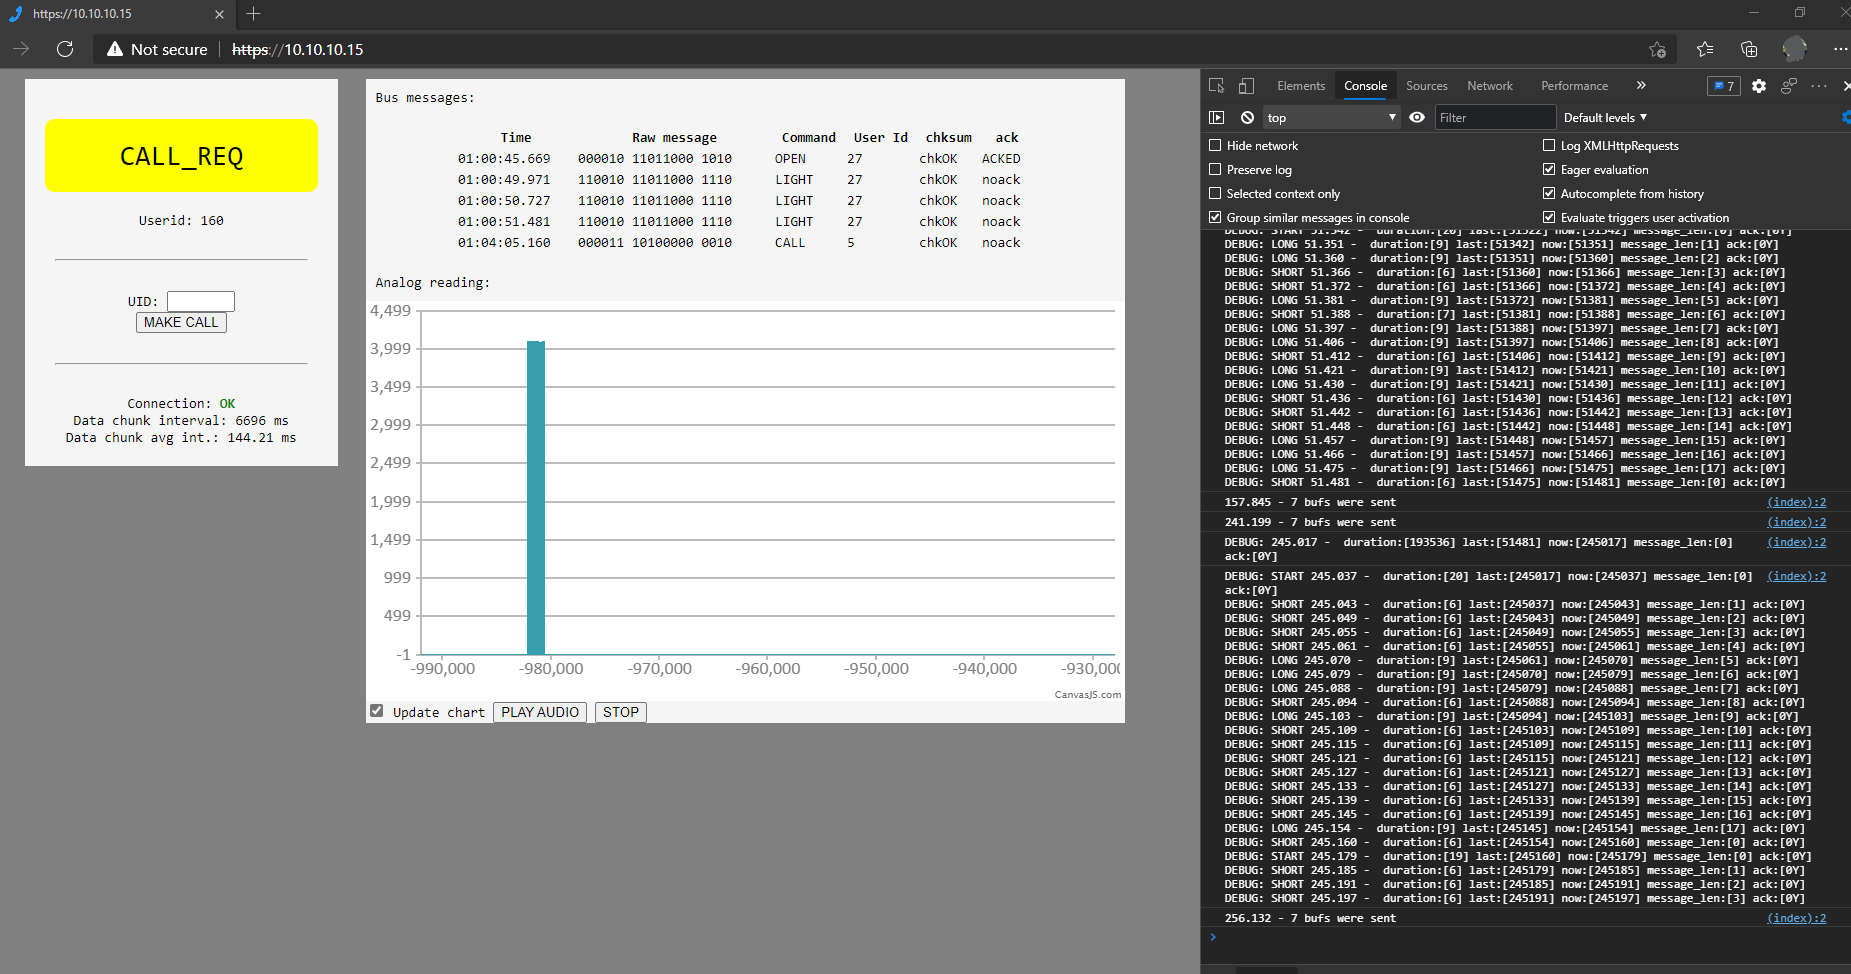 https://10.10.10.15
Not secure https://10.10.10.15
CALL_REQ
Userid: 160
UID:
MAKE CALL
Connection: OK
Data chunk interval: 6696 ms
Data chunk avg int.: 144.21 ms
Bus messages:
Time Raw message Command User Id chksum ack
01:00:45.669 000010 11011000 1010 OPEN 27 chkOK ACKED
01:00:49.971 110010 11011000 1110 LIGHT 27 chkOK noack
01:00:50.727 110010 11011000 1110 LIGHT 27 chkOK noack
01:00:51.481 110010 11011000 1110 LIGHT 27 chkOK noack
01:04:05.160 000011 10100000 0010 CALL 5 chkOK noack
Analog reading:
4,499
3,999
3,499
2,999
2,499
1,999
1,499
999
499
-1
-990,000 -980,000 -970,000 -960,000 -950,000 -940,000 -930,000
CanvasJS.com
Update chart PLAY AUDIO STOP
Elements Console Sources Network Performance 7
top Filter Default levels
Hide network Log XMLHttpRequests
Preserve log Eager evaluation
Selected context only Autocomplete from history
Group similar messages in console Evaluate triggers user activation
DEBUG: START 51.342 - duration:[20] last:[51322] now:[51342] message_len:[0] ack:[0Y]
DEBUG: LONG 51.351 - duration:[9] last:[51342] now:[51351] message_len:[1] ack:[0Y]
DEBUG: LONG 51.360 - duration:[9] last:[51351] now:[51360] message_len:[2] ack:[0Y]
DEBUG: SHORT 51.366 - duration:[6] last:[51360] now:[51366] message_len:[3] ack:[0Y]
DEBUG: SHORT 51.372 - duration:[6] last:[51366] now:[51372] message_len:[4] ack:[0Y]
DEBUG: LONG 51.381 - duration:[9] last:[51372] now:[51381] message_len:[5] ack:[0Y]
DEBUG: SHORT 51.388 - duration:[7] last:[51381] now:[51388] message_len:[6] ack:[0Y]
DEBUG: LONG 51.397 - duration:[9] last:[51388] now:[51397] message_len:[7] ack:[0Y]
DEBUG: LONG 51.406 - duration:[9] last:[51397] now:[51406] message_len:[8] ack:[0Y]
DEBUG: SHORT 51.412 - duration:[6] last:[51406] now:[51412] message_len:[9] ack:[0Y]
DEBUG: LONG 51.421 - duration:[9] last:[51412] now:[51421] message_len:[10] ack:[0Y]
DEBUG: LONG 51.430 - duration:[9] last:[51421] now:[51430] message_len:[11] ack:[0Y]
DEBUG: SHORT 51.436 - duration:[6] last:[51430] now:[51436] message_len:[12] ack:[0Y]
DEBUG: SHORT 51.442 - duration:[6] last:[51436] now:[51442] message_len:[13] ack:[0Y]
DEBUG: SHORT 51.448 - duration:[6] last:[51442] now:[51448] message_len:[14] ack:[0Y]
DEBUG: LONG 51.457 - duration:[9] last:[51448] now:[51457] message_len:[15] ack:[0Y]
DEBUG: LONG 51.466 - duration:[9] last:[51457] now:[51466] message_len:[16] ack:[0Y]
DEBUG: LONG 51.475 - duration:[9] last:[51466] now:[51475] message_len:[17] ack:[0Y]
DEBUG: SHORT 51.481 - duration:[6] last:[51475] now:[51481] message_len:[0] ack:[0Y]
157.845 - 7 bufs were sent (index):2
241.199 - 7 bufs were sent (index):2
DEBUG: 245.017 - duration:[193536] last:[51481] now:[245017] message_len:[0] (index):2
ack:[0Y]
DEBUG: START 245.037 - duration:[20] last:[245017] now:[245037] message_len:[0] (index):2
ack:[0Y]
DEBUG: SHORT 245.043 - duration:[6] last:[245037] now:[245043] message_len:[1] ack:[0Y]
DEBUG: SHORT 245.049 - duration:[6] last:[245043] now:[245049] message_len:[2] ack:[0Y]
DEBUG: SHORT 245.055 - duration:[6] last:[245049] now:[245055] message_len:[3] ack:[0Y]
DEBUG: SHORT 245.061 - duration:[6] last:[245055] now:[245061] message_len:[4] ack:[0Y]
DEBUG: LONG 245.070 - duration:[9] last:[245061] now:[245070] message_len:[5] ack:[0Y]
DEBUG: LONG 245.079 - duration:[9] last:[245070] now:[245079] message_len:[6] ack:[0Y]
DEBUG: LONG 245.088 - duration:[9] last:[245079] now:[245088] message_len:[7] ack:[0Y]
DEBUG: SHORT 245.094 - duration:[6] last:[245088] now:[245094] message_len:[8] ack:[0Y]
DEBUG: LONG 245.103 - duration:[9] last:[245094] now:[245103] message_len:[9] ack:[0Y]
DEBUG: SHORT 245.109 - duration:[6] last:[245103] now:[245109] message_len:[10] ack:[0Y]
DEBUG: SHORT 245.115 - duration:[6] last:[245109] now:[245115] message_len:[11] ack:[0Y]
DEBUG: SHORT 245.121 - duration:[6] last:[245115] now:[245121] message_len:[12] ack:[0Y]
DEBUG: SHORT 245.127 - duration:[6] last:[245121] now:[245127] message_len:[13] ack:[0Y]
DEBUG: SHORT 245.133 - duration:[6] last:[245127] now:[245133] message_len:[14] ack:[0Y]
DEBUG: SHORT 245.139 - duration:[6] last:[245133] now:[245139] message_len:[15] ack:[0Y]
DEBUG: SHORT 245.145 - duration:[6] last:[245139] now:[245145] message_len:[16] ack:[0Y]
DEBUG: LONG 245.154 - duration:[9] last:[245145] now:[245154] message_len:[17] ack:[0Y]
DEBUG: SHORT 245.160 - duration:[6] last:[245154] now:[245160] message_len:[0] ack:[0Y]
DEBUG: START 245.179 - duration:[19] last:[245160] now:[245179] message_len:[0] ack:[0Y]
DEBUG: SHORT 245.185 - duration:[6] last:[245179] now:[245185] message_len:[1] ack:[0Y]
DEBUG: SHORT 245.191 - duration:[6] last:[245185] now:[245191] message_len:[2] ack:[0Y]
DEBUG: SHORT 245.197 - duration:[6] last:[245191] now:[245197] message_len:[3] ack:[0Y]
256.132 - 7 bufs were sent (index):2